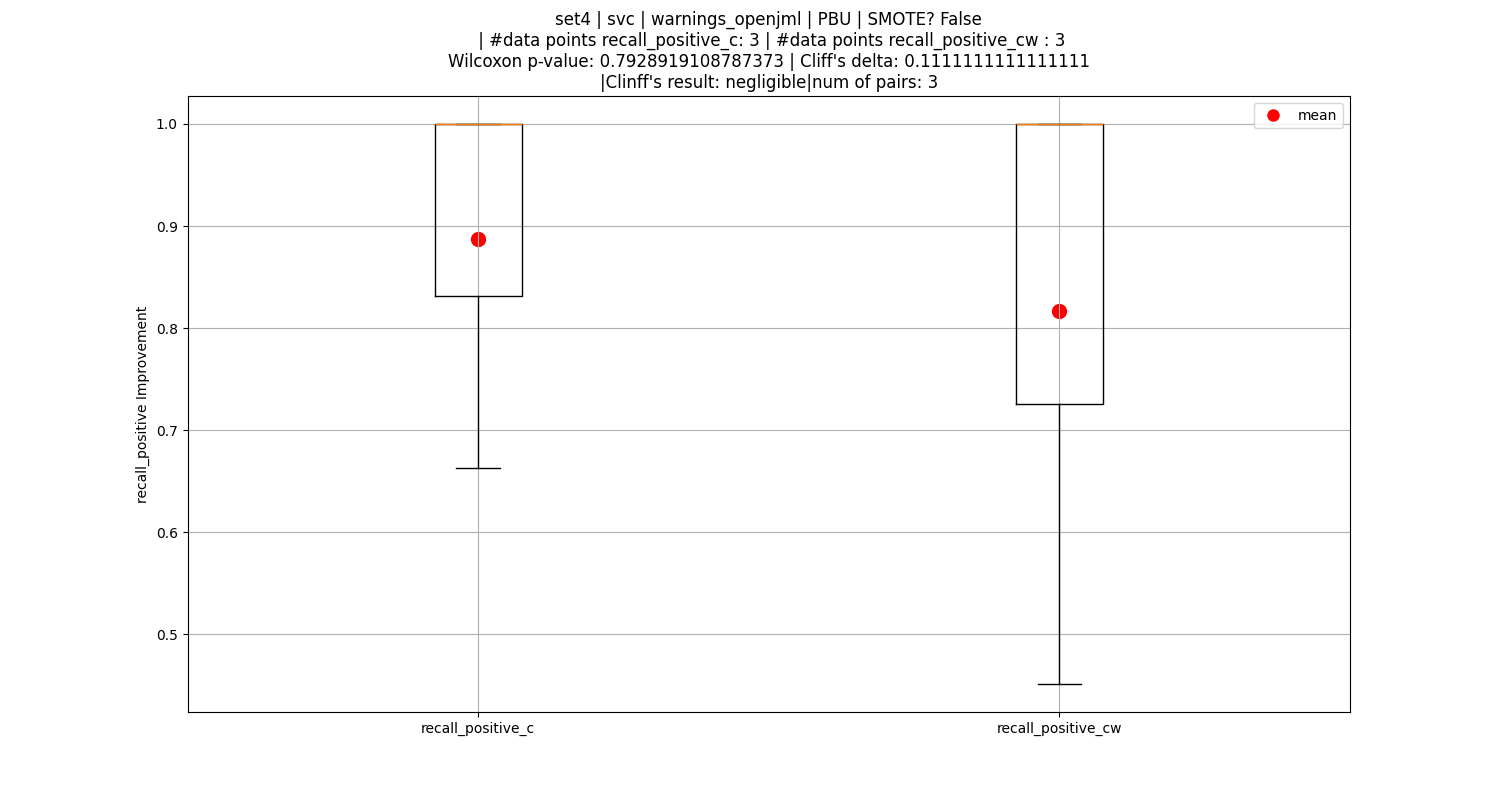 set4 | svc | warnings_openjml | PBU | SMOTE? False
| #data points recall_positive_c: 3 | #data points recall_positive_cw : 3
Wilcoxon p-value: 0.7928919108787373 | Cliff's delta: 0.1111111111111111
|Clinff's result: negligible|num of pairs: 3
mean
1.0
0.9
0.8
0.7
0.6
0.5
recall_positive Improvement
recall_positive_c
recall_positive_cw